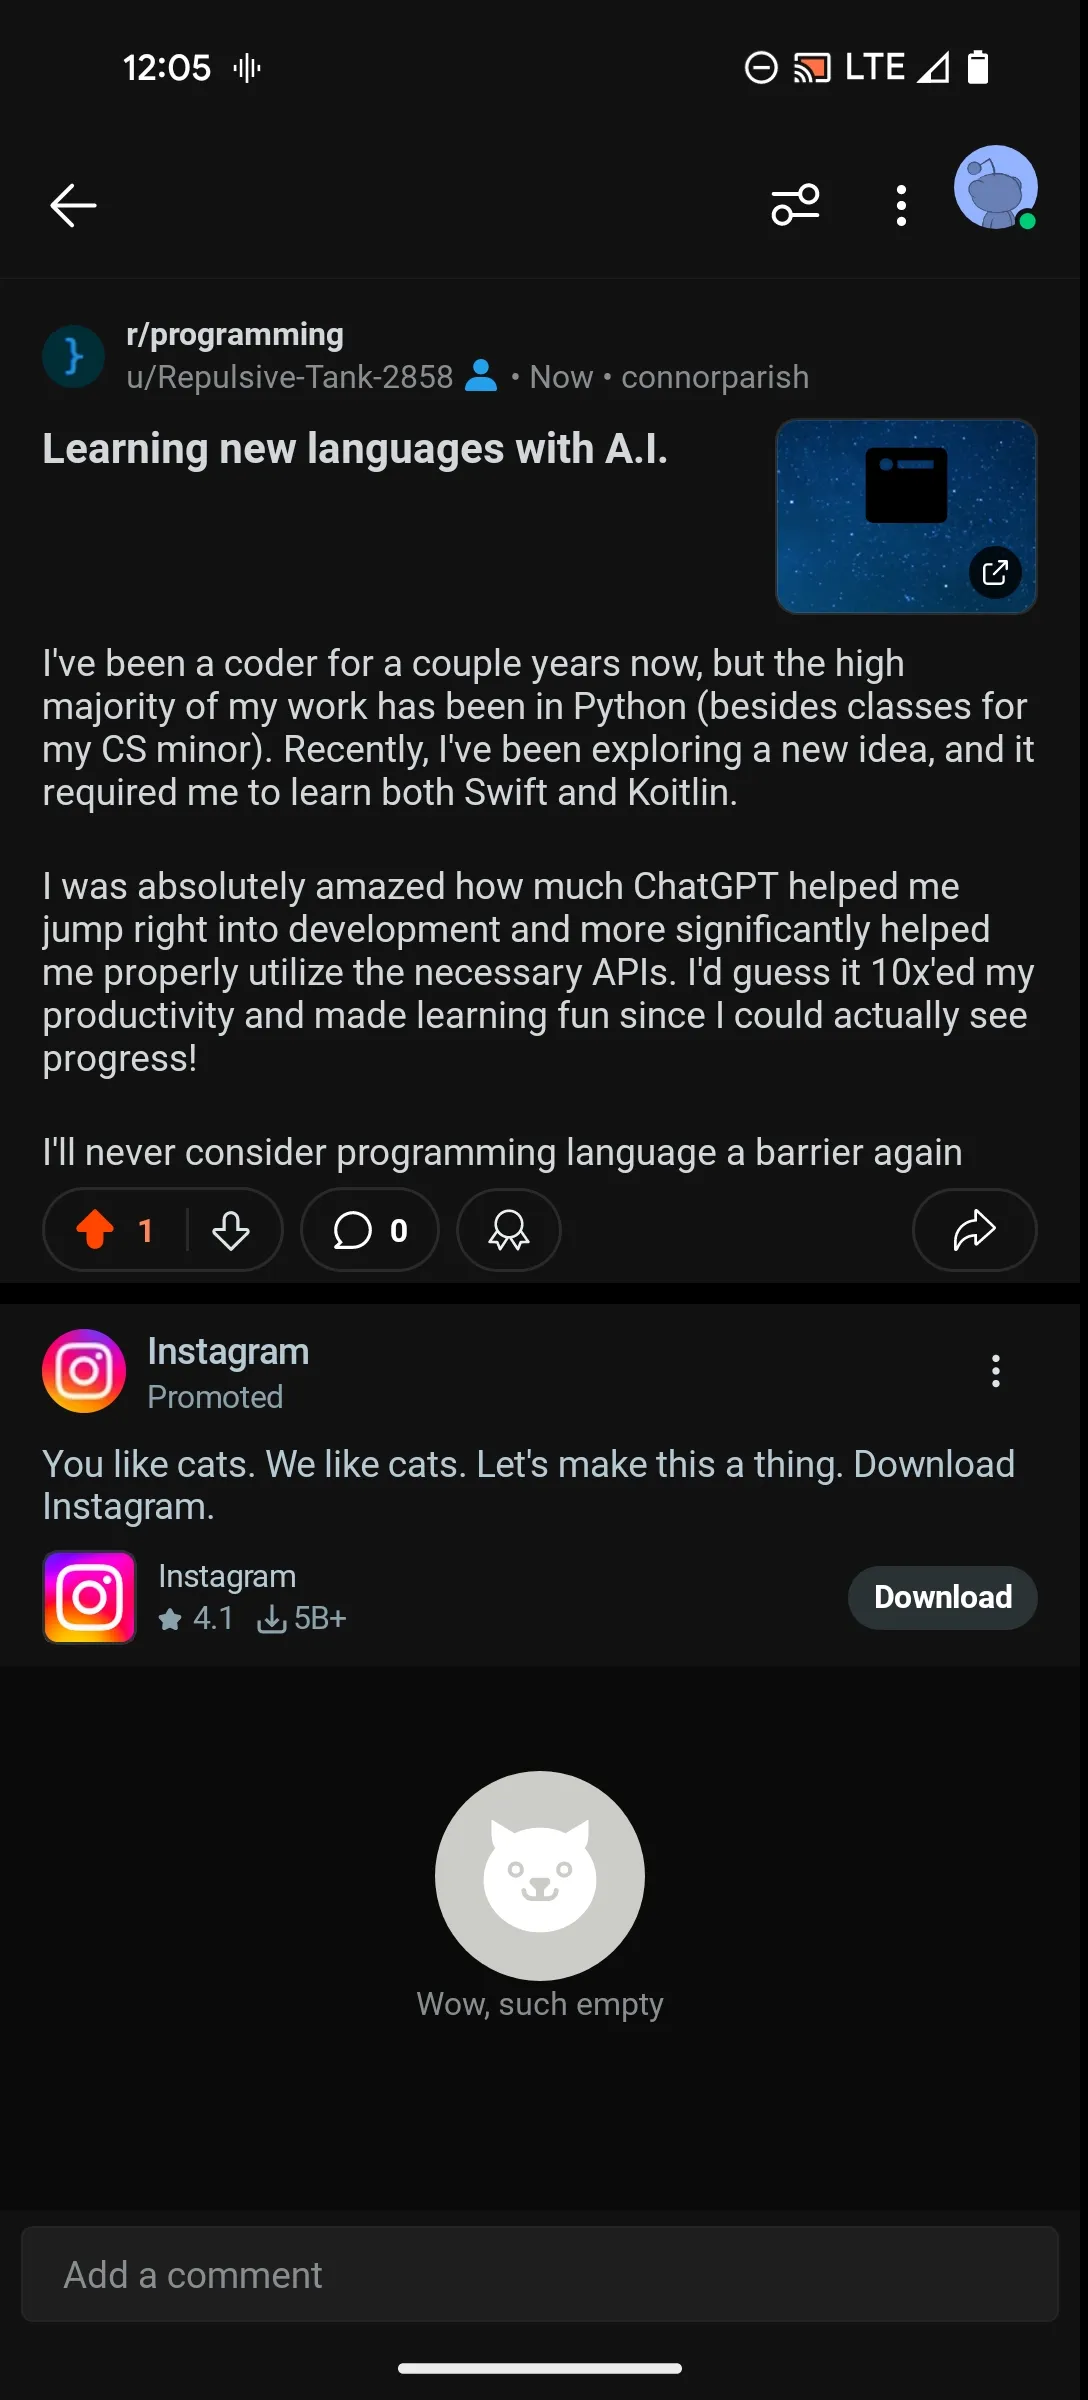 12:05
LTE
r/programming
u/Repulsive-Tank-2858 • Now • connorparish
Learning new languages with A.I.
I've been a coder for a couple years now, but the high
majority of my work has been in Python (besides classes for
my CS minor). Recently, I've been exploring a new idea, and it
required me to learn both Swift and Koitlin.
I was absolutely amazed how much ChatGPT helped me
jump right into development and more significantly helped
me properly utilize the necessary APIs. I'd guess it 10x'ed my
productivity and made learning fun since I could actually see
progress!
I'll never consider programming language a barrier again
1
0
Instagram
Promoted
You like cats. We like cats. Let's make this a thing. Download
Instagram.
Instagram
4.1 5B+
Download
Wow, such empty
Add a comment